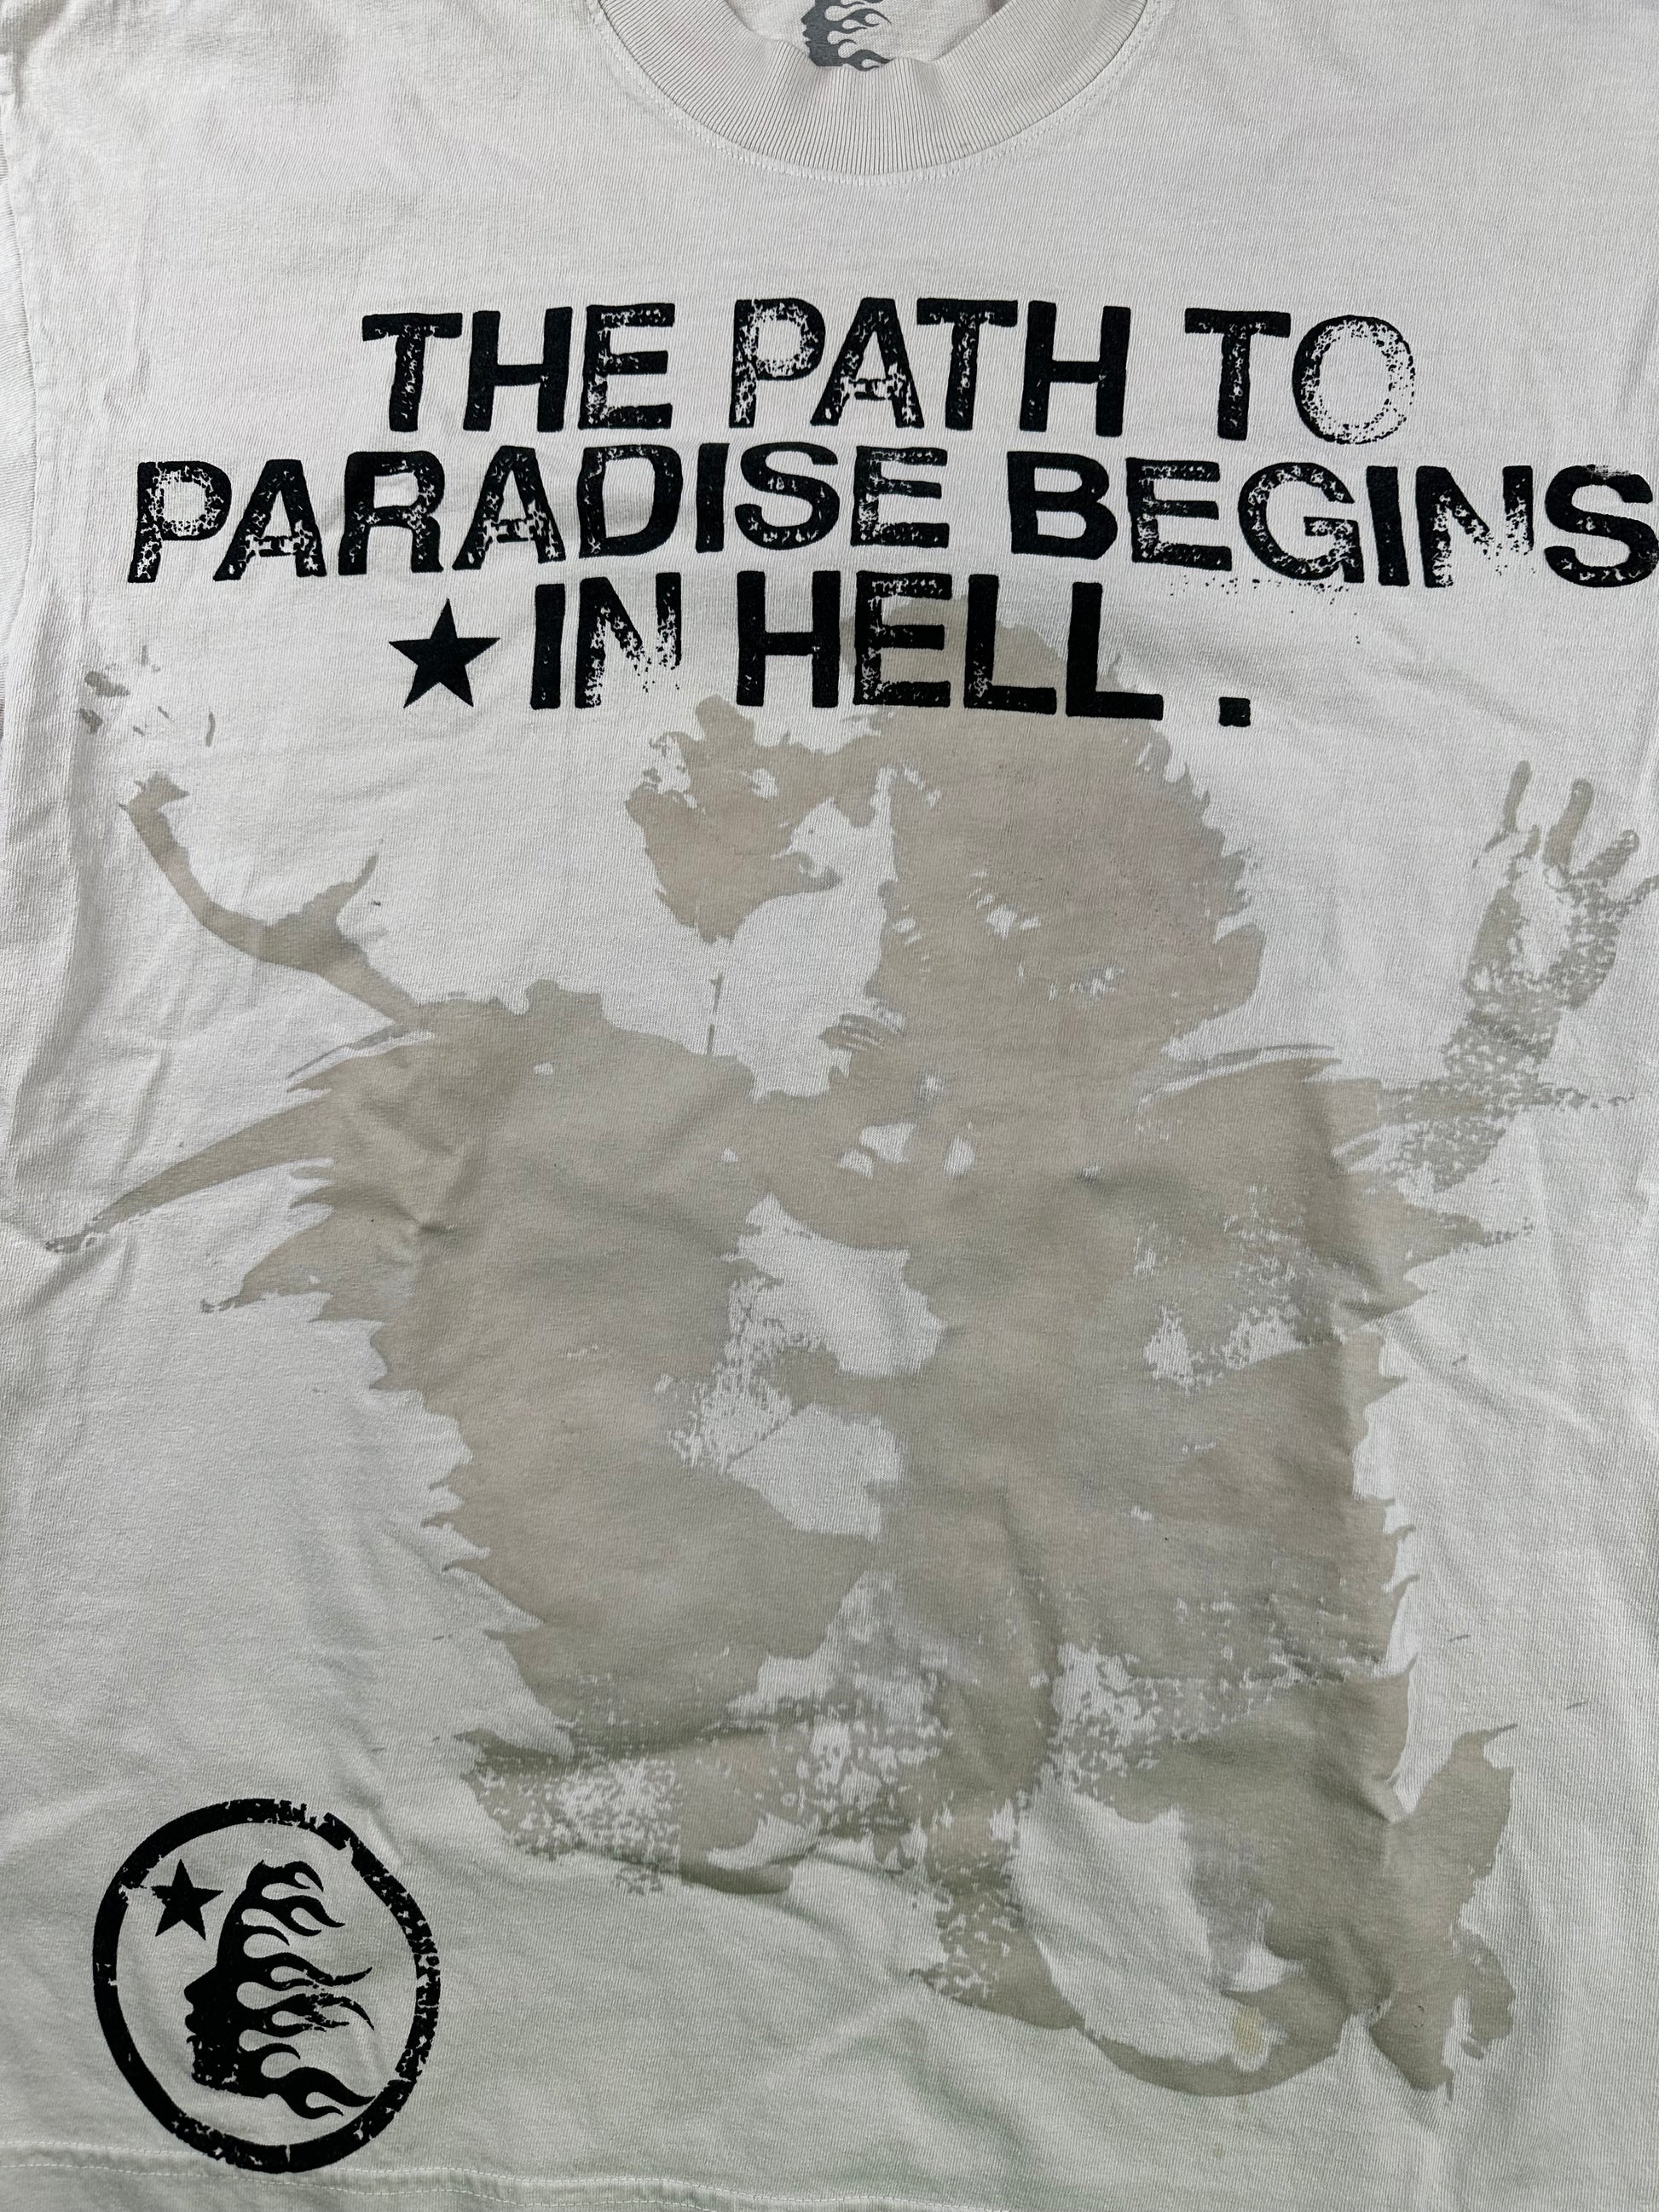 THE PATH TO
PARADISE BEGINS
★ IN HELL .